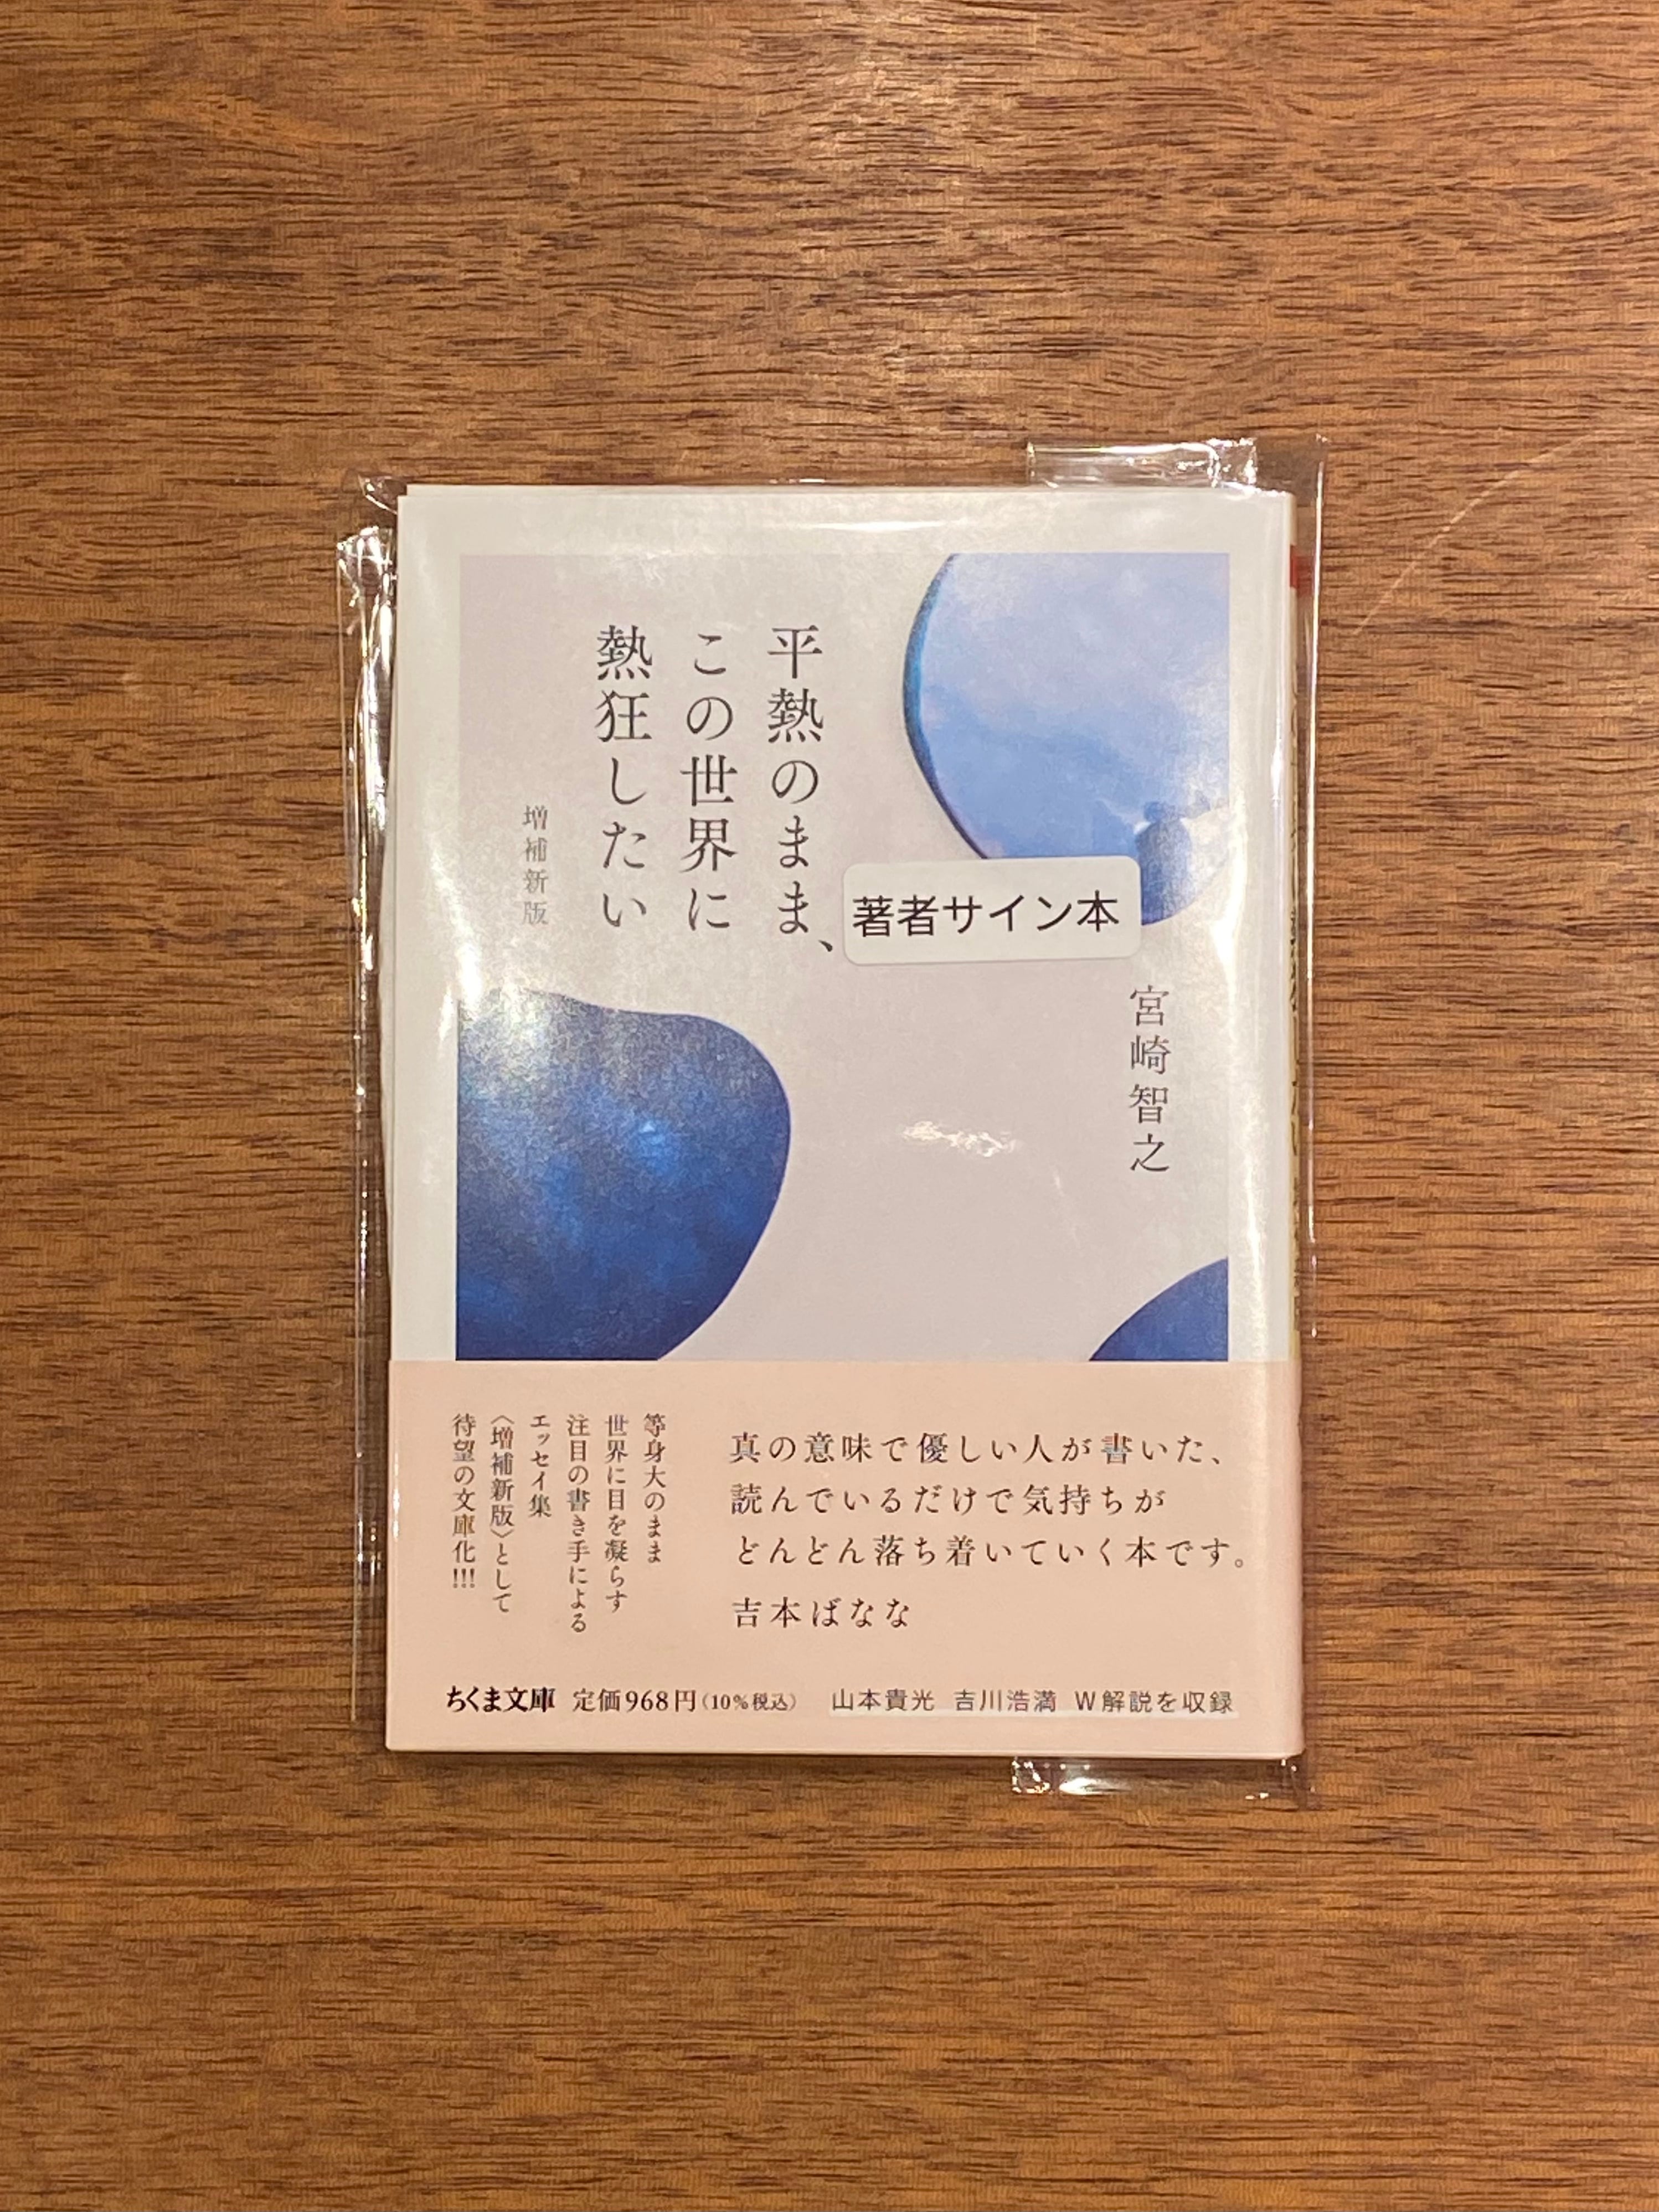 平熱のまま、
この世界に
熱狂したい
増補新版
著者サイン本
宮崎智之
真の意味で優しい人が書いた、
読んでいるだけで気持ちが
どんどん落ち着いていく本です。
吉本ばなな
等身大のまま
世界に目を凝らす
注目の書き手による
エッセイ集
〈増補新版〉として
待望の文庫化!!!
ちくま文庫 定価968円(10%税込) 山本貴光 吉川浩満 W解説を収録